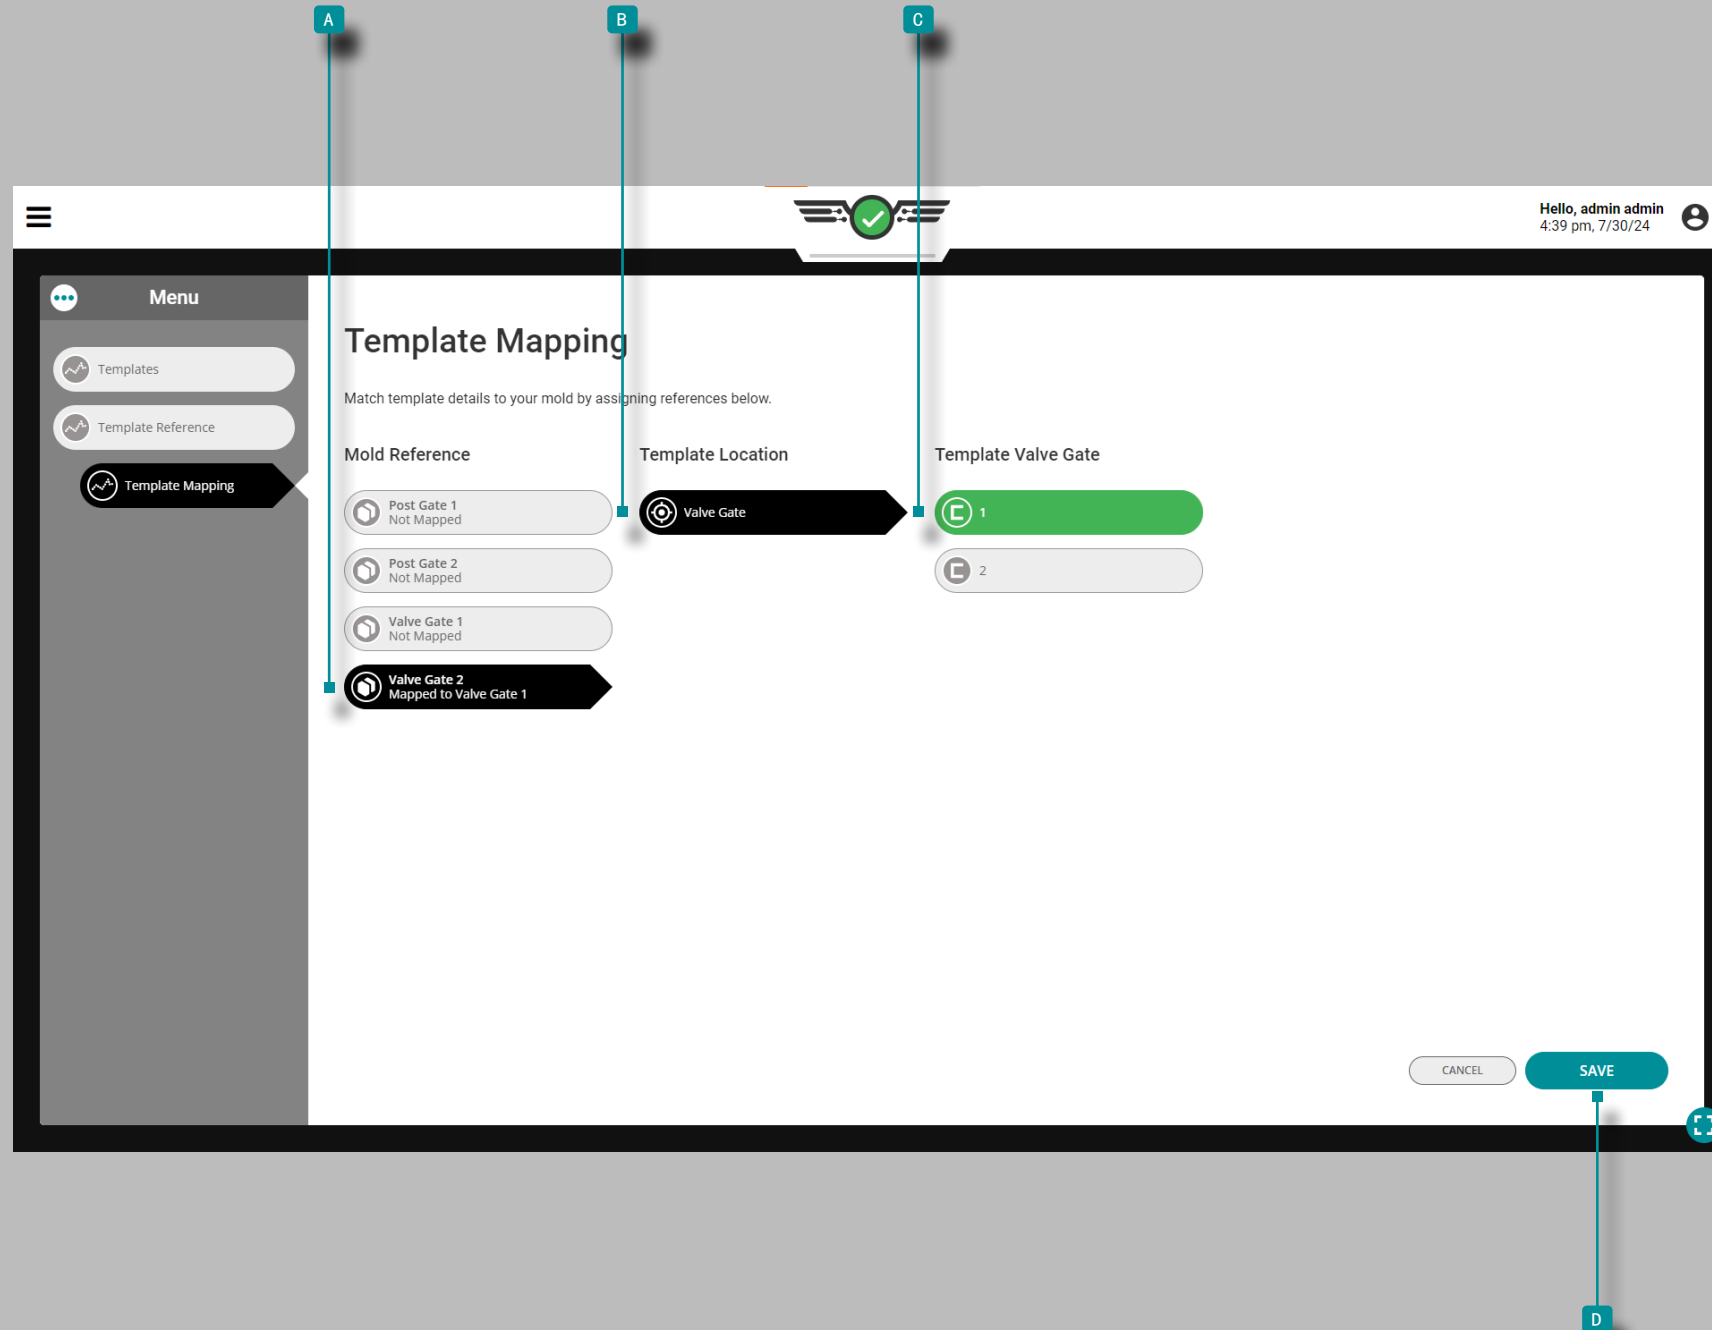 A
B
C
Hello, admin admin
4:39 pm, 7/30/24
Menu
Templates
Template Reference
Template Mapping
Template Mapping
Match template details to your mold by assigning references below.
Mold Reference
Template Location
Template Valve Gate
Post Gate 1
Not Mapped
Post Gate 2
Not Mapped
Valve Gate 1
Not Mapped
Valve Gate 2
Mapped to Valve Gate 1
Valve Gate
1
2
CANCEL
SAVE
D